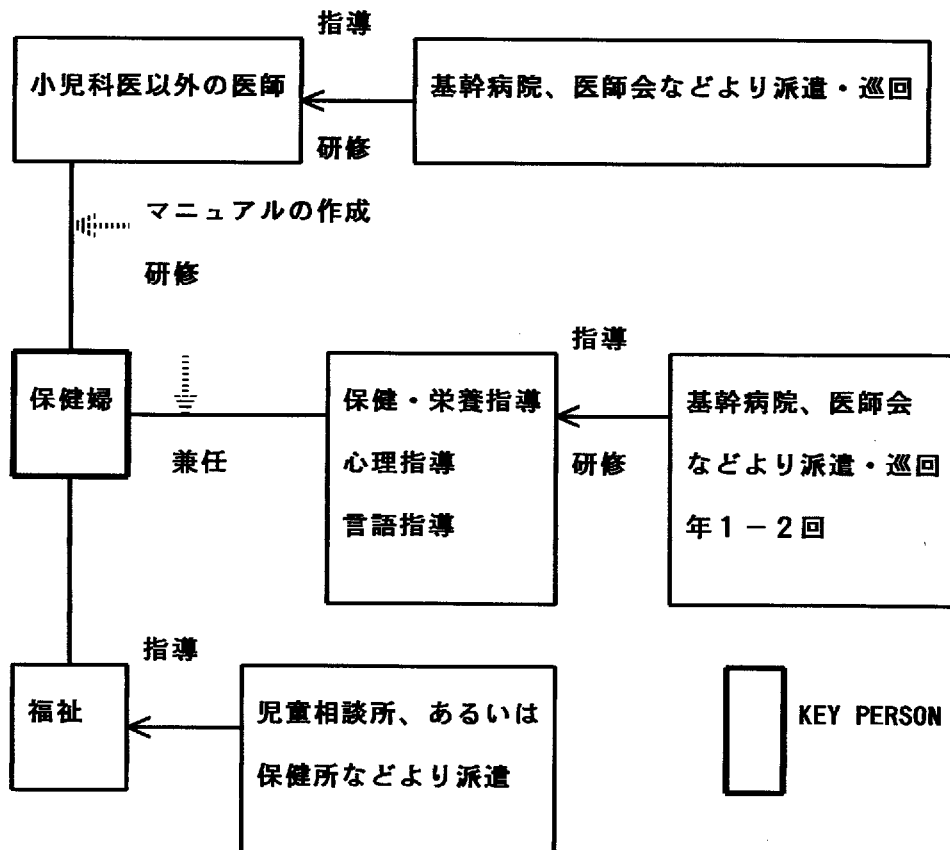 指導
小児科医以外の医師
基幹病院、医師会などより派遣・巡回
研修
マニュアルの作成
研修
指導
保健婦
兼任
保健・栄養指導
心理指導
言語指導
研修
基幹病院、医師会
などより派遣・巡回
年1－2回
指導
福祉
児童相談所、あるいは
保健所などより派遣
KEY PERSON